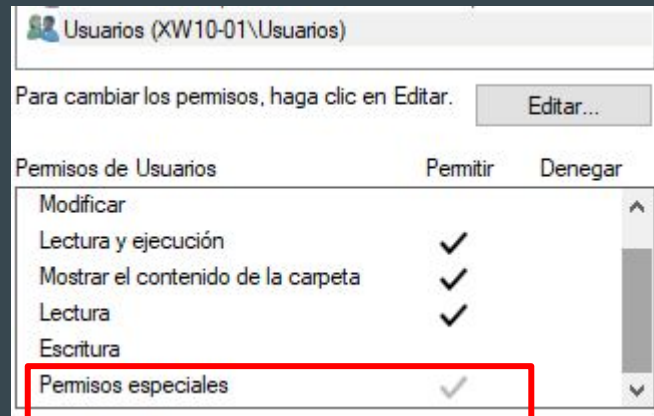 Usuarios (XW10-01\Usuarios)
Para cambiar los permisos, haga clic en Editar. Editar...
Permisos de Usuarios Permitir Denegar
Modificar
Lectura y ejecución
Mostrar el contenido de la carpeta
Lectura
Escritura
Permisos especiales